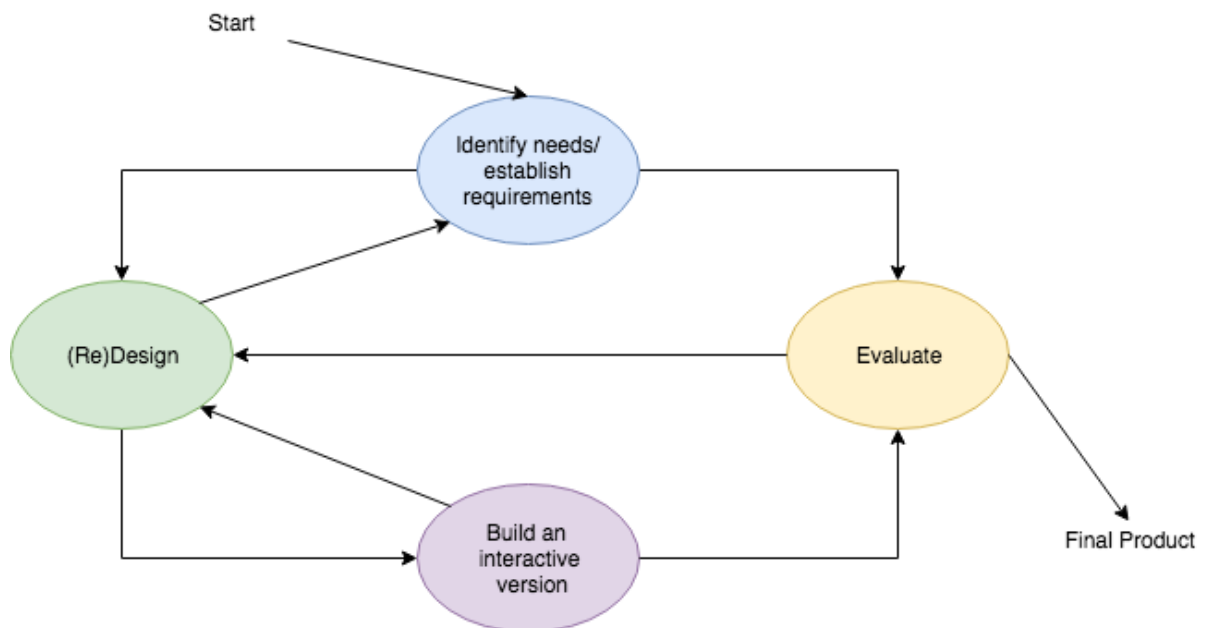 Start
Identify needs/
establish
requirements
(Re)Design
Evaluate
Build an
interactive
version
Final Product